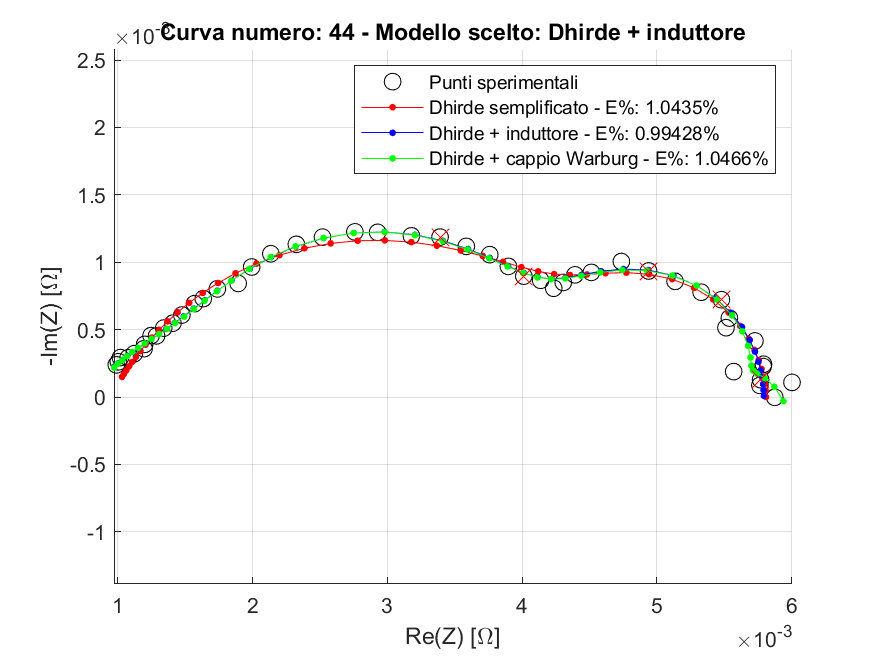 ×10⁻³
Curva numero: 44 - Modello scelto: Dhirde + induttore
Punti sperimentali
Dhirde semplificato - E%: 1.0435%
Dhirde + induttore - E%: 0.99428%
Dhirde + cappio Warburg - E%: 1.0466%
2.5
2
1.5
1
0.5
0
-0.5
-1
-Im(Z) [Ω]
1 2 3 4 5 6
Re(Z) [Ω]
×10⁻³